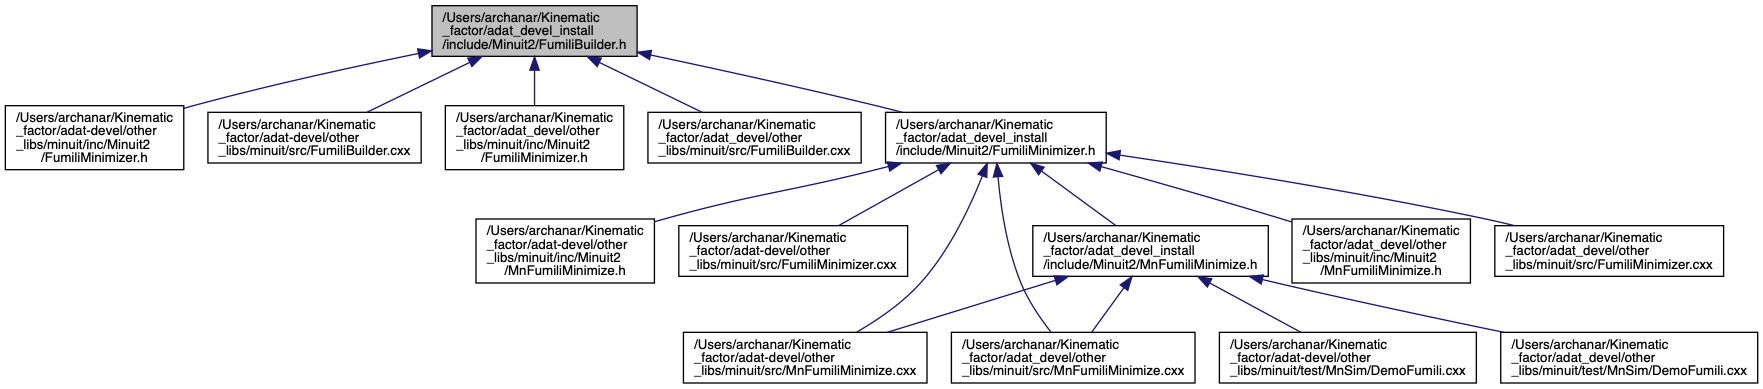 /Users/archanar/Kinematic
_factor/adat_devel_install
/include/Minuit2/FumiliBuilder.h
/Users/archanar/Kinematic
_factor/adat-devel/other
_libs/minuit/inc/Minuit2
/FumiliMinimizer.h
/Users/archanar/Kinematic
_factor/adat-devel/other
_libs/minuit/src/FumiliBuilder.cxx
/Users/archanar/Kinematic
_factor/adat_devel/other
_libs/minuit/inc/Minuit2
/FumiliMinimizer.h
/Users/archanar/Kinematic
_factor/adat_devel/other
_libs/minuit/src/FumiliBuilder.cxx
/Users/archanar/Kinematic
_factor/adat_devel_install
/include/Minuit2/FumiliMinimizer.h
/Users/archanar/Kinematic
_factor/adat-devel/other
_libs/minuit/inc/Minuit2
/MnFumiliMinimize.h
/Users/archanar/Kinematic
_factor/adat-devel/other
_libs/minuit/src/FumiliMinimizer.cxx
/Users/archanar/Kinematic
_factor/adat_devel_install
/include/Minuit2/MnFumiliMinimize.h
/Users/archanar/Kinematic
_factor/adat_devel/other
_libs/minuit/inc/Minuit2
/MnFumiliMinimize.h
/Users/archanar/Kinematic
_factor/adat_devel/other
_libs/minuit/src/FumiliMinimizer.cxx
/Users/archanar/Kinematic
_factor/adat-devel/other
_libs/minuit/src/MnFumiliMinimize.cxx
/Users/archanar/Kinematic
_factor/adat_devel/other
_libs/minuit/src/MnFumiliMinimize.cxx
/Users/archanar/Kinematic
_factor/adat-devel/other
_libs/minuit/test/MnSim/DemoFumili.cxx
/Users/archanar/Kinematic
_factor/adat_devel/other
_libs/minuit/test/MnSim/DemoFumili.cxx